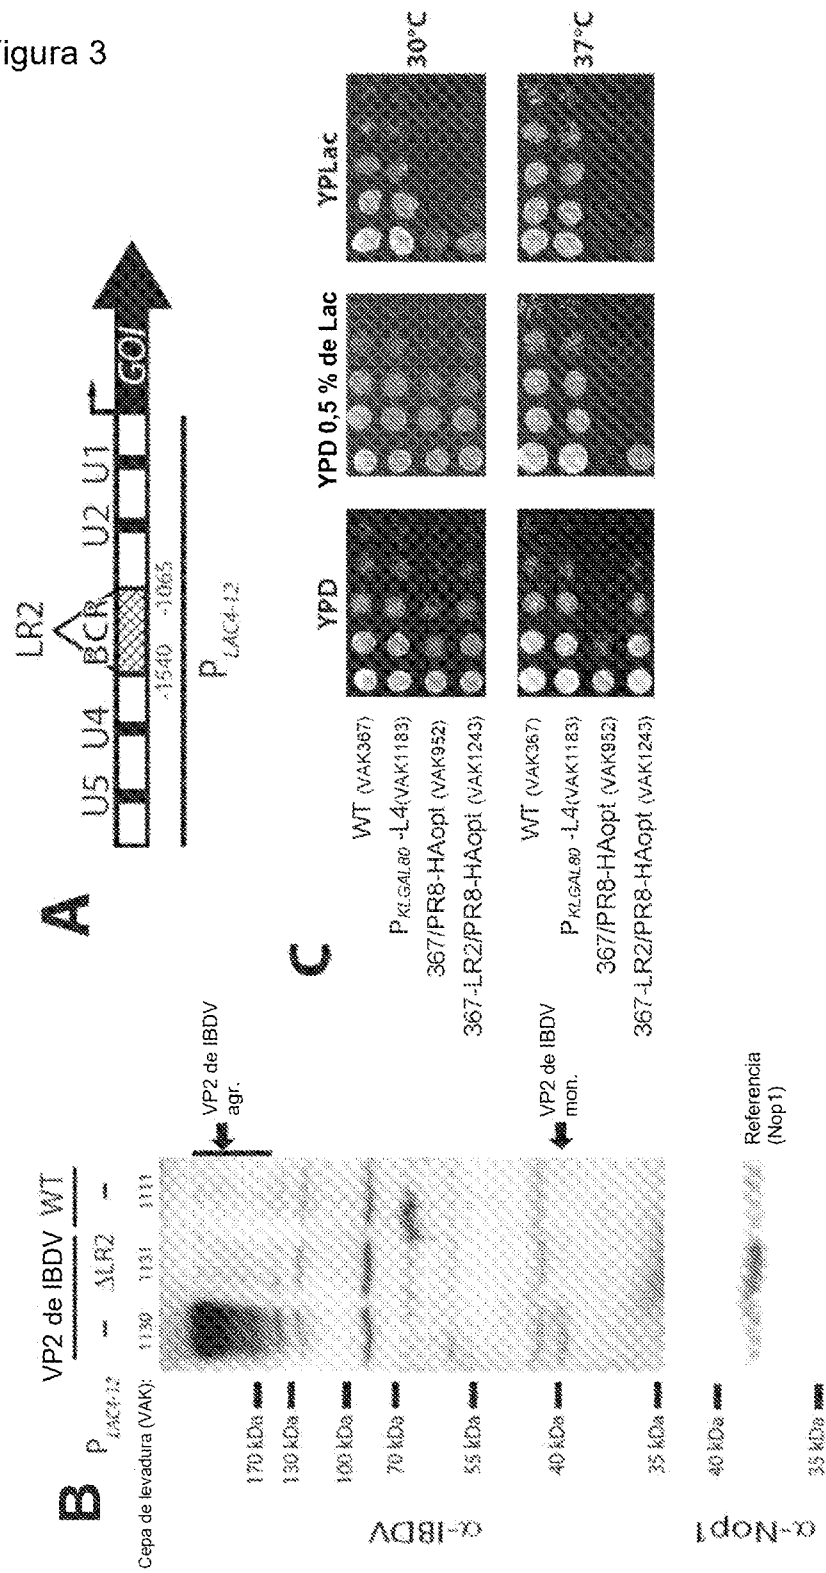 igura 3
A
LR2
U5 U4 BCR U2 U1
GOI
-1540 -1065
P LAC4-12
B
VP2 de IBDV WT
P LAC4-12 – ΔLR2 –
Cepa de levadura (VAK): 1130 1131 1111
170 kDa
130 kDa
100 kDa
70 kDa
55 kDa
40 kDa
35 kDa
α-IBDV
VP2 de IBDV
agr.
VP2 de IBDV
mon.
40 kDa
35 kDa
α-Nop1
Referencia
(Nop1)
C
YPD YPD 0,5 % de Lac YPLac
WT (VAK367)
P KLGAL80 -L4(VAK1183)
367/PR8-HAopt (VAK952)
367-LR2/PR8-HAopt (VAK1243)
30°C
WT (VAK367)
P KLGAL80 -L4(VAK1183)
367/PR8-HAopt (VAK952)
367-LR2/PR8-HAopt (VAK1243)
37°C